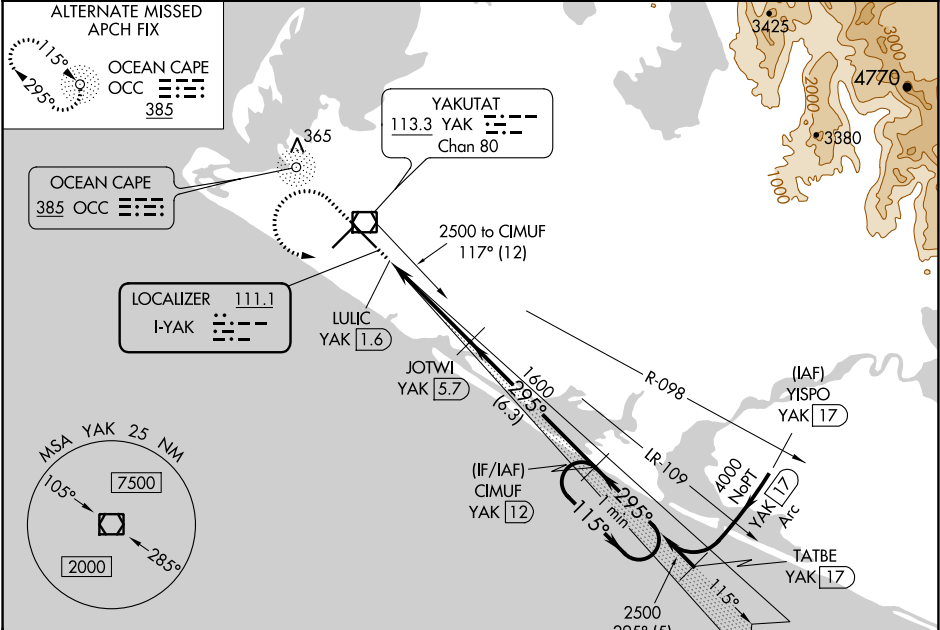 ALTERNATE MISSED
APCH FIX
115°
295°
OCEAN CAPE
OCC
385
3425
3000
4770
2000
3380
1000
YAKUTAT
113.3 YAK
Chan 80
365
OCEAN CAPE
385 OCC
2500 to CIMUF
117° (12)
LOCALIZER 111.1
I-YAK
LULIC
YAK 1.6
JOTWI
YAK 5.7
1600
295°
(6.3)
R-098
(IAF)
YISPO
YAK 17
LR-109
4000
NoPT
YAK 17
Arc
(IF/IAF)
CIMUF
YAK 12
295°
1 min
115°
TATBE
YAK 17
115°
2500
295° (5)
MSA YAK 25 NM
105°
7500
2000
285°